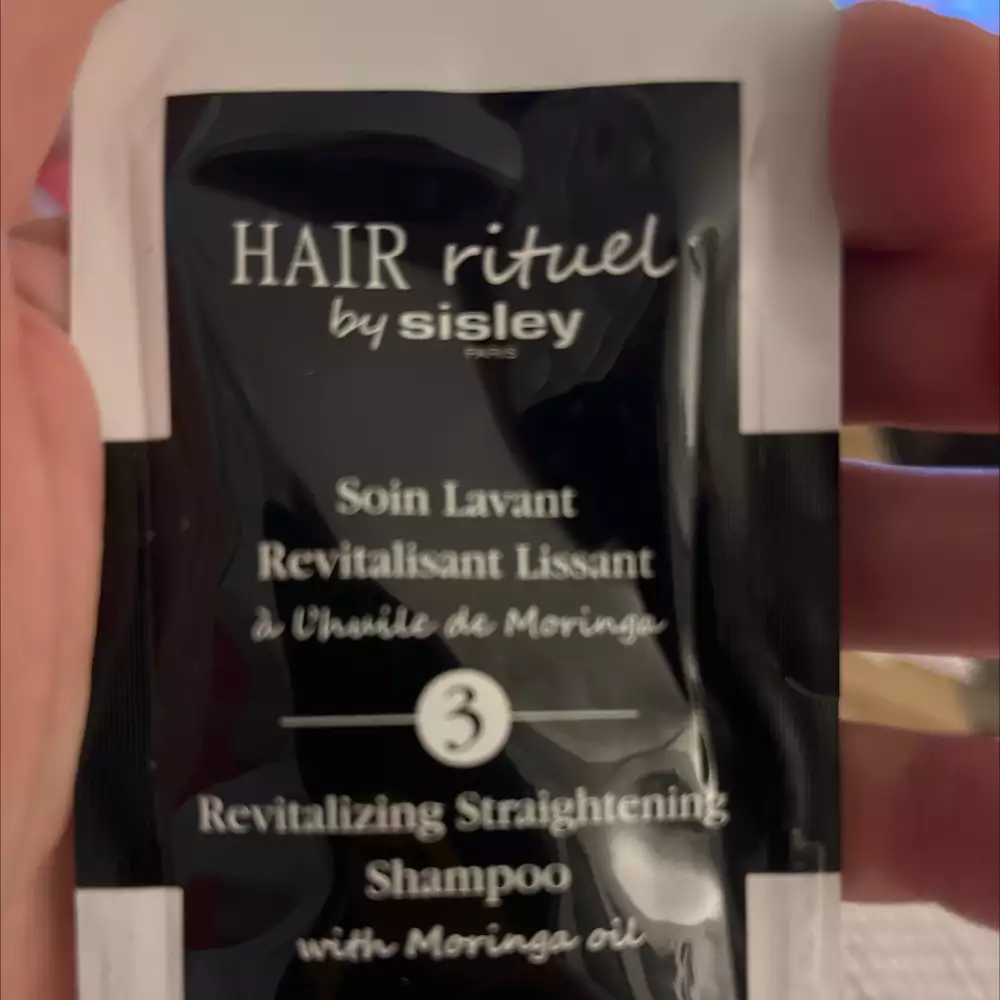 HAIR rituel
by sisley
PARIS
Soin Lavant
Revitalisant Lissant
à l'huile de Moringa
3
Revitalizing Straightening
Shampoo
with Moringa oil